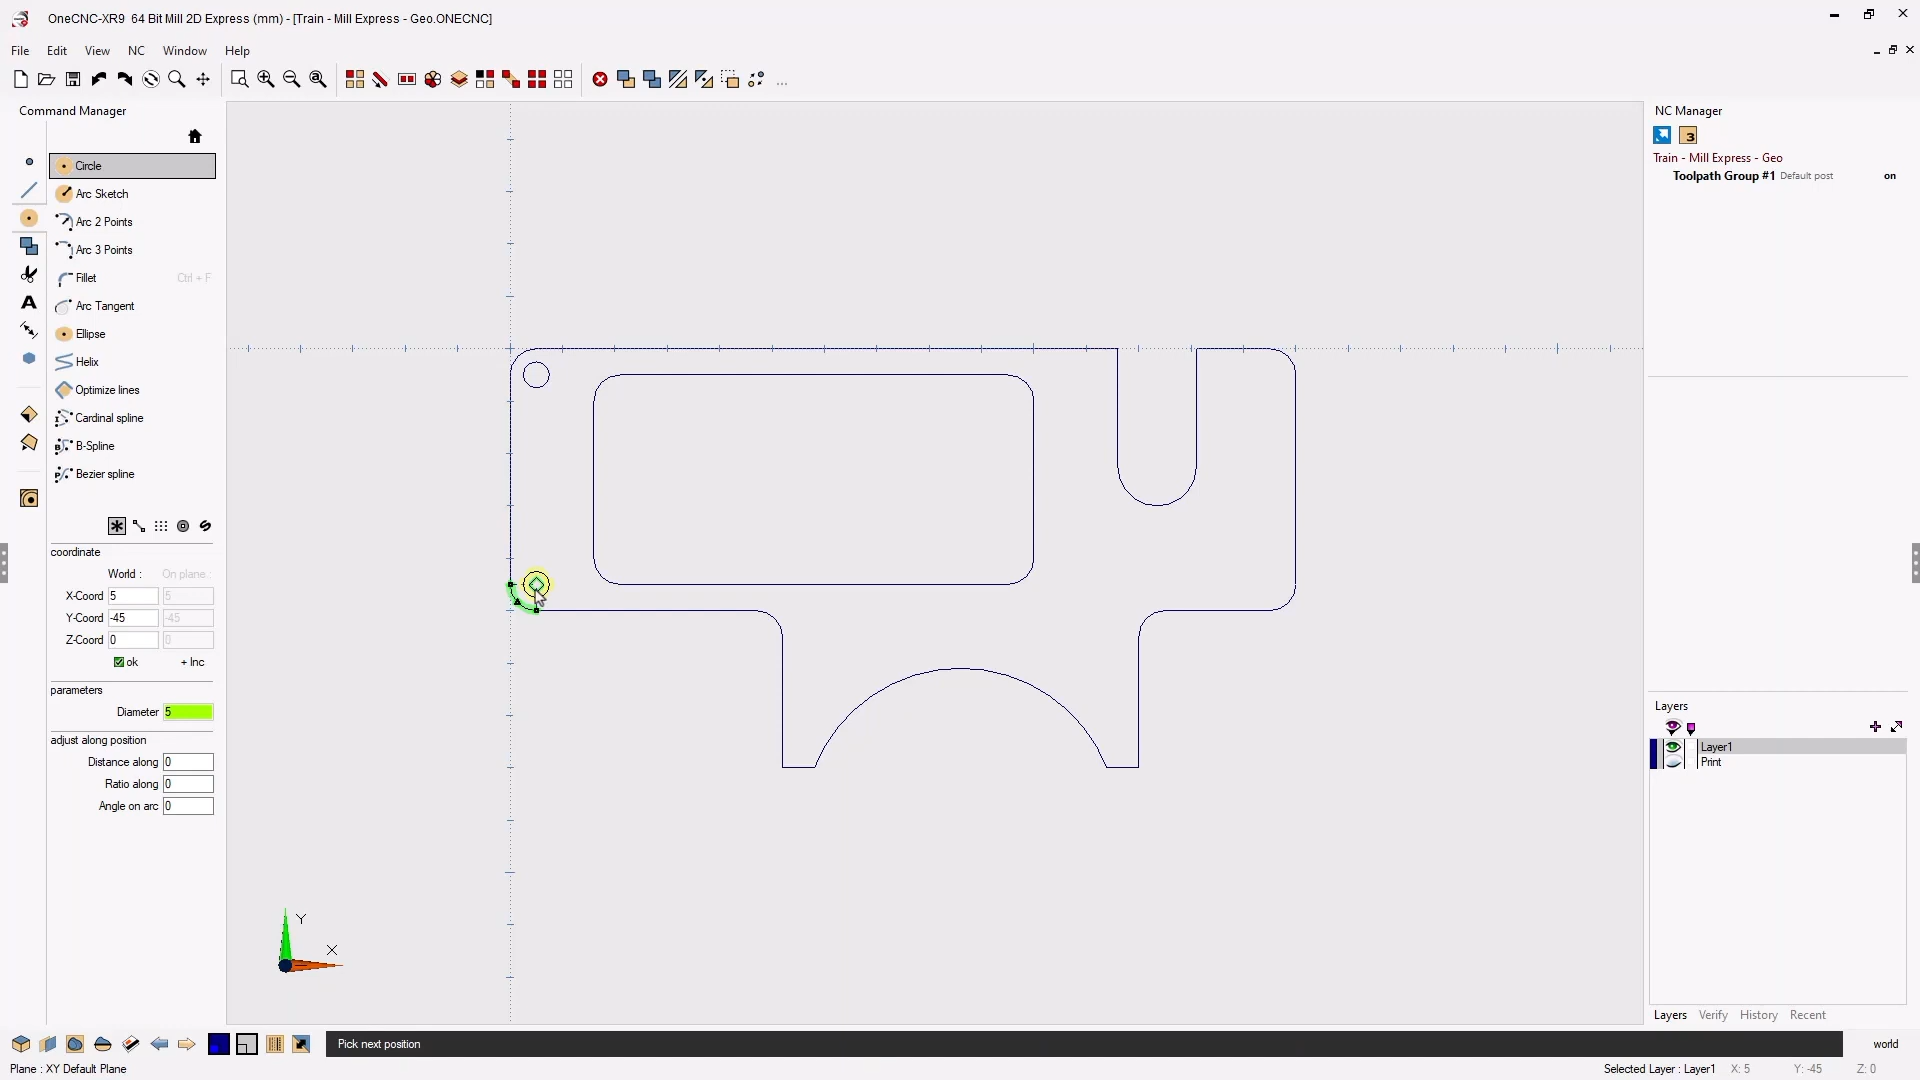 OneCNC-XR9 64 Bit Mill 2D Express (mm) - [Train - Mill Express - Geo.ONECNC]
File Edit View NC Window Help
Command Manager
Circle
Arc Sketch
Arc 2 Points
Arc 3 Points
Fillet Ctrl + F
Arc Tangent
Ellipse
Helix
Optimize lines
Cardinal spline
B-Spline
Bezier spline
coordinate
World : On plane :
X-Coord 5 5
Y-Coord -45 -45
Z-Coord 0 0
ok + Inc
parameters
Diameter 5
adjust along position
Distance along 0
Ratio along 0
Angle on arc 0
Y
X
NC Manager
3
Train - Mill Express - Geo
Toolpath Group #1 Default post on
Layers
Layer1
Print
Layers Verify History Recent
Pick next position
world
Plane : XY Default Plane
Selected Layer : Layer1 X: 5 Y: -45 Z: 0